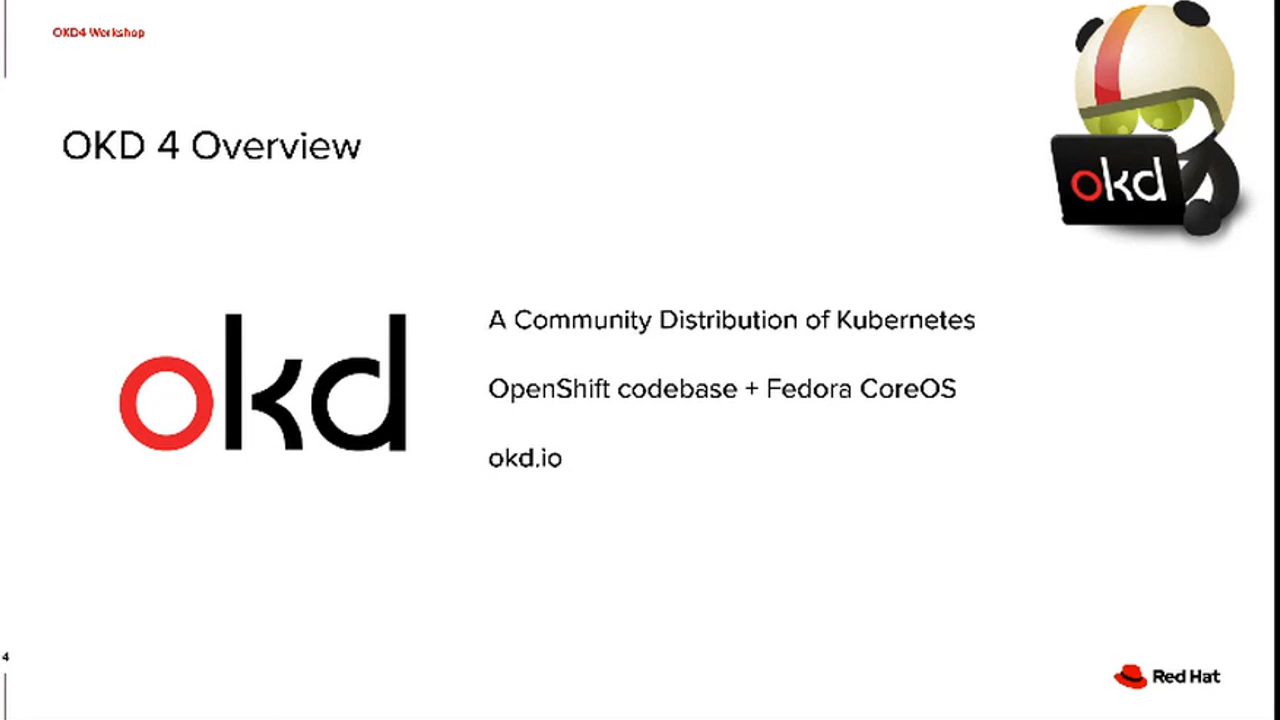 OKD4 Workshop
OKD 4 Overview
okd
okd
A Community Distribution of Kubernetes
OpenShift codebase + Fedora CoreOS
okd.io
4
Red Hat